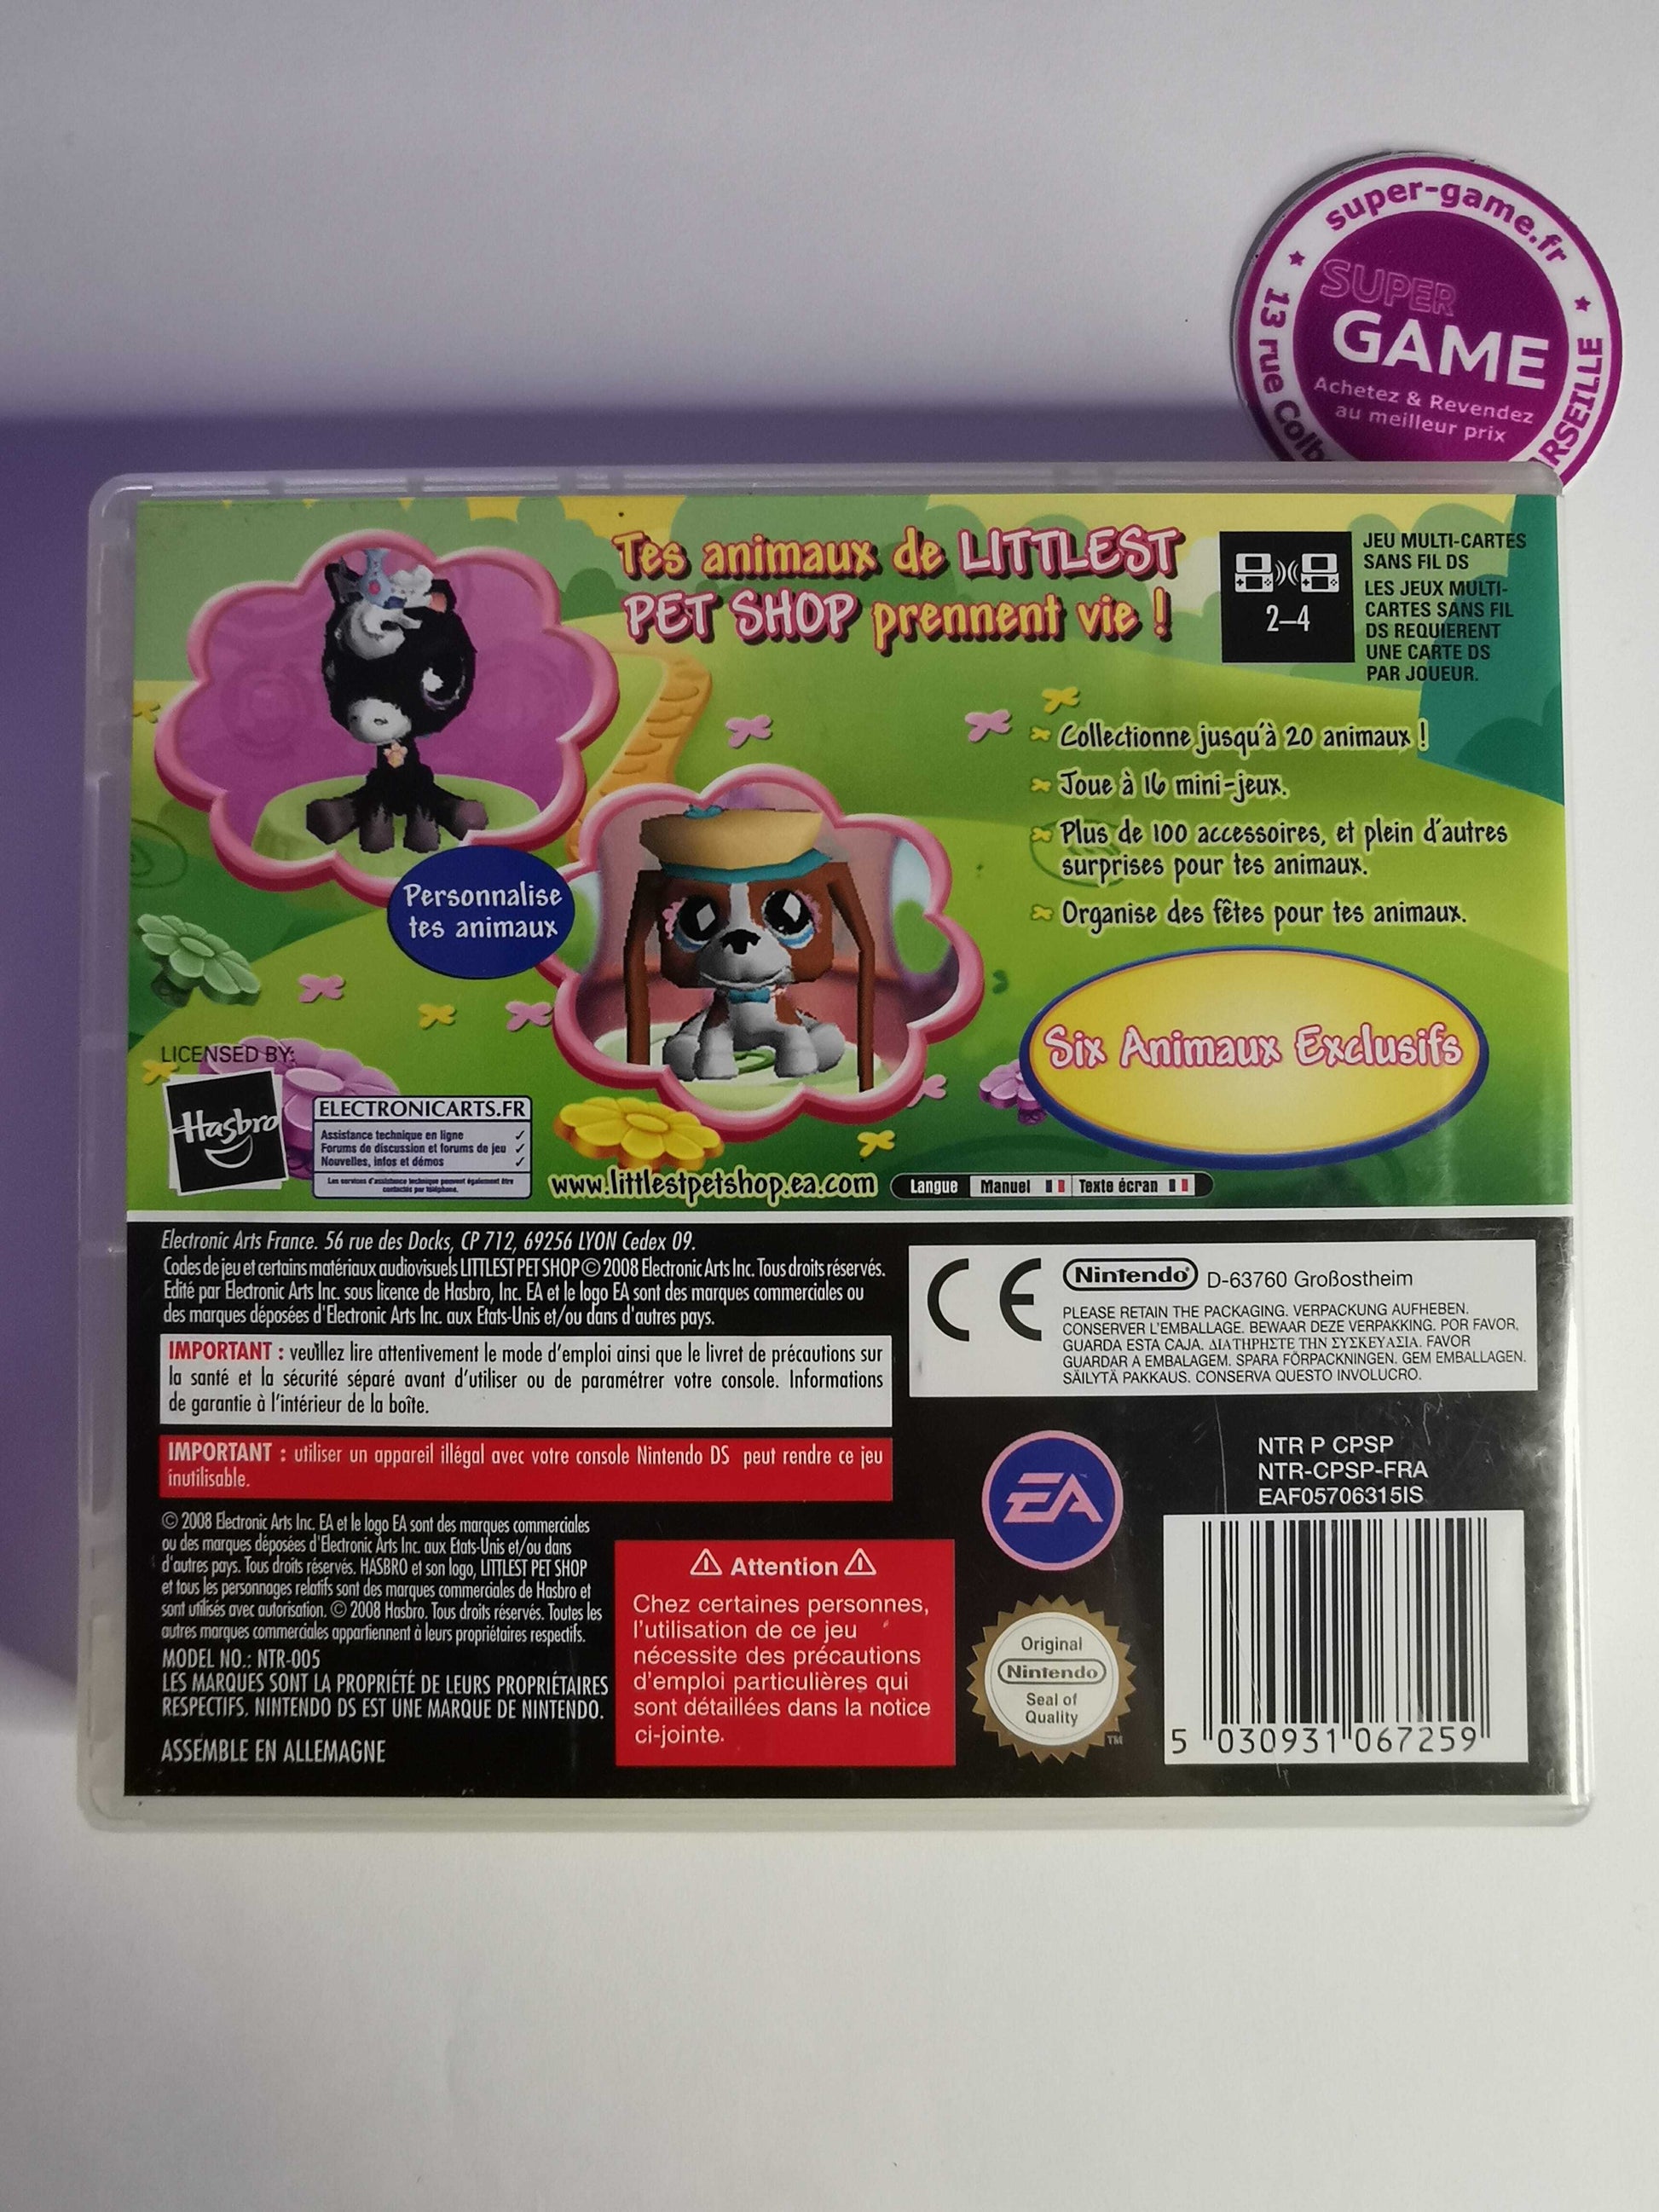 super-game.fr
SUPER
GAME
Achetez & Revendez
au meilleur prix
13 rue
Tes animaux de LITTLEST
PET SHOP prennent vie !
2–4
JEU MULTI-CARTES
SANS FIL DS
LES JEUX MULTI-
CARTES SANS FIL
DS REQUIERENT
UNE CARTE DS
PAR JOUEUR.
Collectionne jusqu'à 20 animaux !
Joue à 16 mini-jeux.
Plus de 100 accessoires, et plein d'autres
surprises pour tes animaux.
Organise des fêtes pour tes animaux.
Personnalise
tes animaux
Six Animaux Exclusifs
LICENSED BY:
Hasbro
ELECTRONICARTS.FR
Assistance technique en ligne ✓
Forums de discussion et forums de jeu ✓
Nouvelles, infos et démos ✓
Les services d'assistance technique peuvent également être
contactés par téléphone.
www.littlestpetshop.ea.com
Langue Manuel Texte écran
Electronic Arts France. 56 rue des Docks, CP 712, 69256 LYON Cedex 09.
Codes de jeu et certains matériaux audiovisuels LITTLEST PET SHOP © 2008 Electronic Arts Inc. Tous droits réservés.
Edité par Electronic Arts Inc. sous licence de Hasbro, Inc. EA et le logo EA sont des marques commerciales ou
des marques déposées d'Electronic Arts Inc. aux Etats-Unis et/ou dans d'autres pays.
IMPORTANT : veuillez lire attentivement le mode d'emploi ainsi que le livret de précautions sur
la santé et la sécurité séparé avant d'utiliser ou de paramétrer votre console. Informations
de garantie à l'intérieur de la boîte.
IMPORTANT : utiliser un appareil illégal avec votre console Nintendo DS peut rendre ce jeu
inutilisable.
© 2008 Electronic Arts Inc. EA et le logo EA sont des marques commerciales
ou des marques déposées d'Electronic Arts Inc. aux Etats-Unis et/ou dans
d'autres pays. Tous droits réservés. HASBRO et son logo, LITTLEST PET SHOP
et tous les personnages relatifs sont des marques commerciales de Hasbro et
sont utilisés avec autorisation. © 2008 Hasbro. Tous droits réservés. Toutes les
autres marques commerciales appartiennent à leurs propriétaires respectifs.
MODEL NO.: NTR-005
LES MARQUES SONT LA PROPRIÉTÉ DE LEURS PROPRIÉTAIRES
RESPECTIFS. NINTENDO DS EST UNE MARQUE DE NINTENDO.
ASSEMBLE EN ALLEMAGNE
Attention
Chez certaines personnes,
l'utilisation de ce jeu
nécessite des précautions
d'emploi particulières qui
sont détaillées dans la notice
ci-jointe.
CE
Nintendo D-63760 Großostheim
PLEASE RETAIN THE PACKAGING. VERPACKUNG AUFHEBEN.
CONSERVER L'EMBALLAGE. BEWAAR DEZE VERPAKKING. POR FAVOR,
GUARDA ESTA CAJA. ΔΙΑΤΗΡΗΣΤΕ ΤΗΝ ΣΥΣΚΕΥΑΣΙΑ. FAVOR
GUARDAR A EMBALAGEM. SPARA FÖRPACKNINGEN. GEM EMBALLAGEN.
SÄILYTÄ PAKKAUS. CONSERVA QUESTO INVOLUCRO.
EA
NTR P CPSP
NTR-CPSP-FRA
EAF05706315IS
Original
Nintendo
Seal of
Quality
TM
5 030931 067259